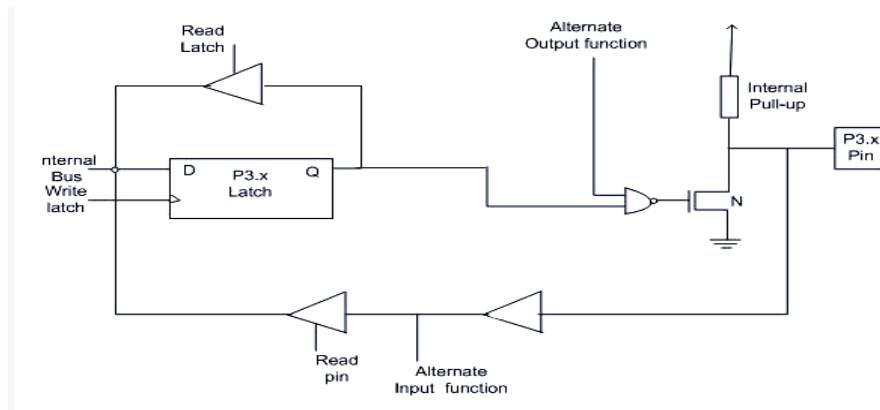 Read
Latch
Alternate
Output function
Internal
Pull-up
P3.x
Pin
nternal
Bus
Write
latch
D
P3.x
Latch
Q
N
Read
pin
Alternate
Input function